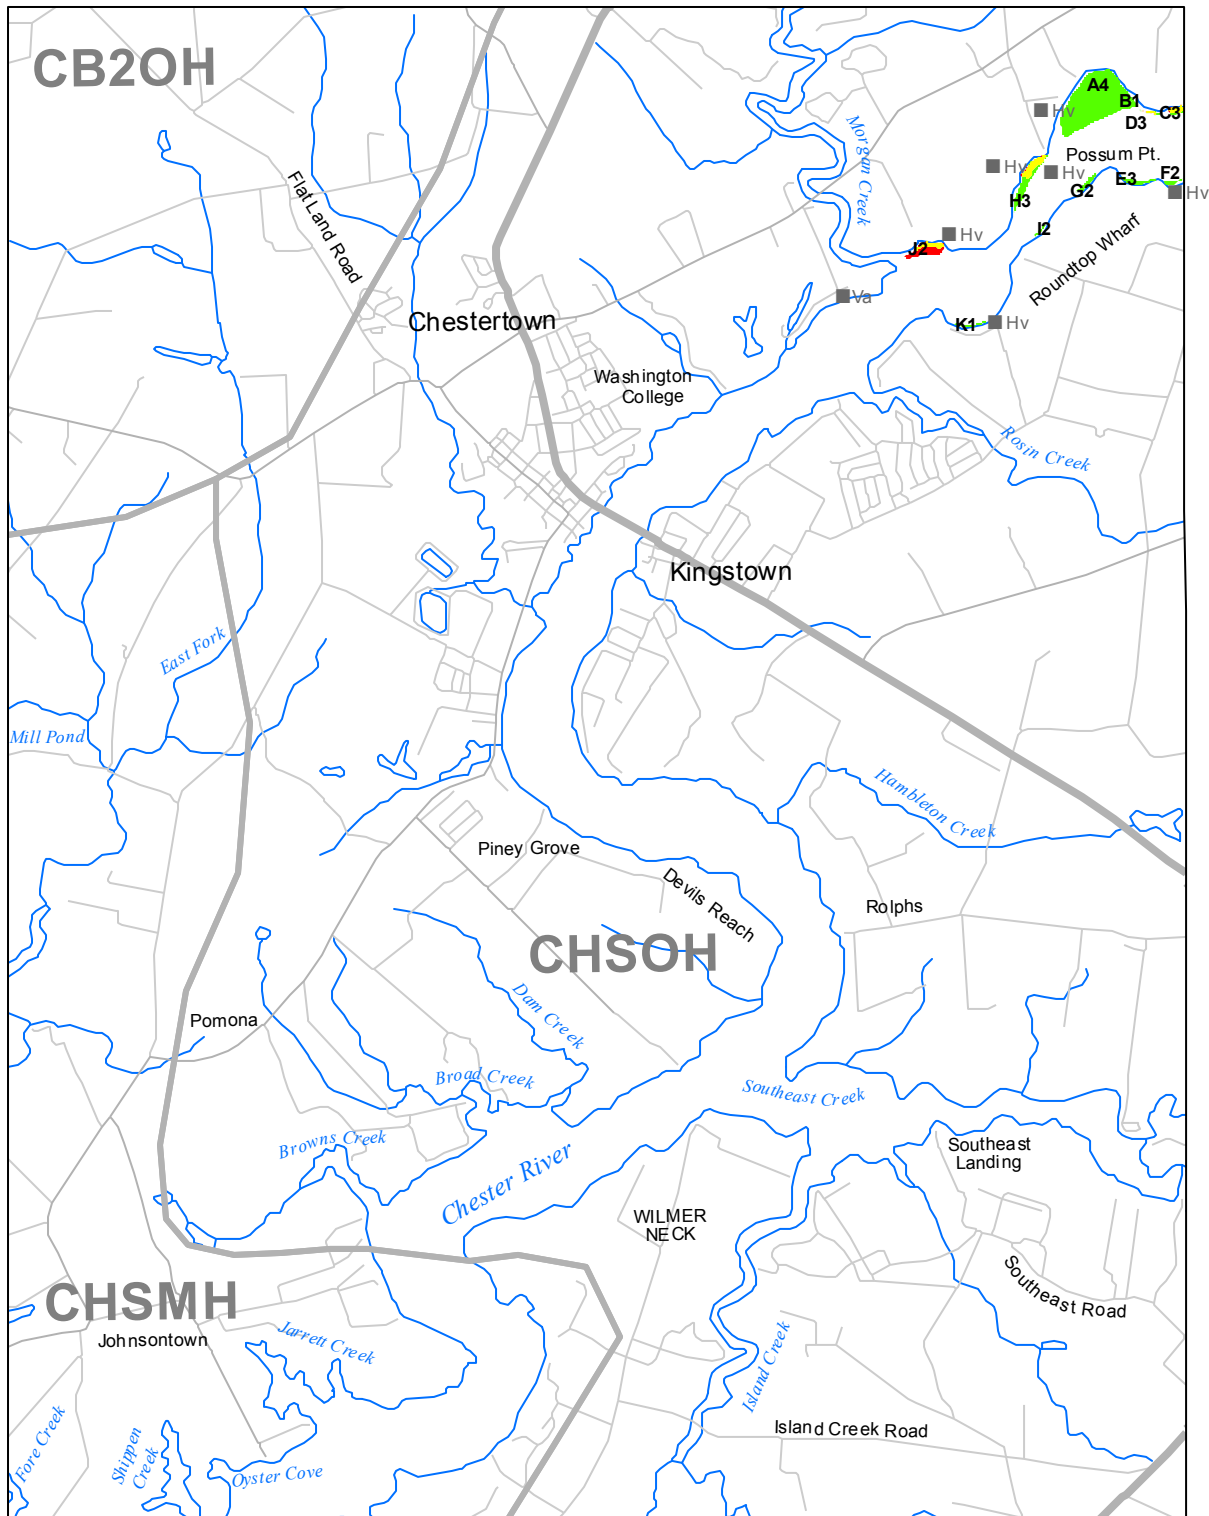 CB2OH
A4
B1
Hv
C3
D3
Morgan Creek
Possum Pt.
Hv
Hv
F2
E3
G2
Hv
Flat Land Road
H3
I2
Hv
J2
Roundtop Wharf
Va
Chestertown
K1
Hv
Washington
College
Rosin Creek
Kingstown
East Fork
Mill Pond
Hambleton Creek
Piney Grove
Devils Reach
Rolphs
CHSOH
Dam Creek
Pomona
Broad Creek
Southeast Creek
Browns Creek
Southeast
Landing
Chester River
WILMER
NECK
Southeast Road
CHSMH
Johnsontown
Jarrett Creek
Island Creek
Island Creek Road
Fore Creek
Shippen
Creek
Oyster Cove